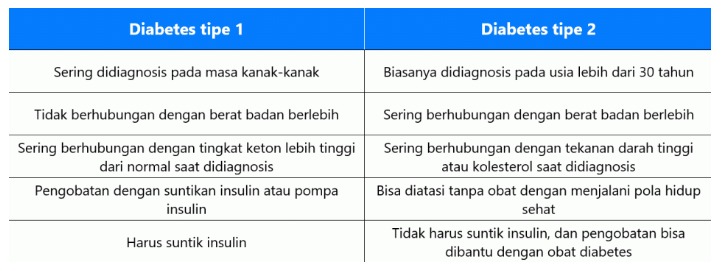 Diabetes tipe 1
Diabetes tipe 2
Sering didiagnosis pada masa kanak-kanak
Biasanya didiagnosis pada usia lebih dari 30 tahun
Tidak berhubungan dengan berat badan berlebih
Sering berhubungan dengan berat badan berlebih
Sering berhubungan dengan tingkat keton lebih tinggi
dari normal saat didiagnosis
Sering berhubungan dengan tekanan darah tinggi
atau kolesterol saat didiagnosis
Pengobatan dengan suntikan insulin atau pompa
insulin
Bisa diatasi tanpa obat dengan menjalani pola hidup
sehat
Harus suntik insulin
Tidak harus suntik insulin, dan pengobatan bisa
dibantu dengan obat diabetes